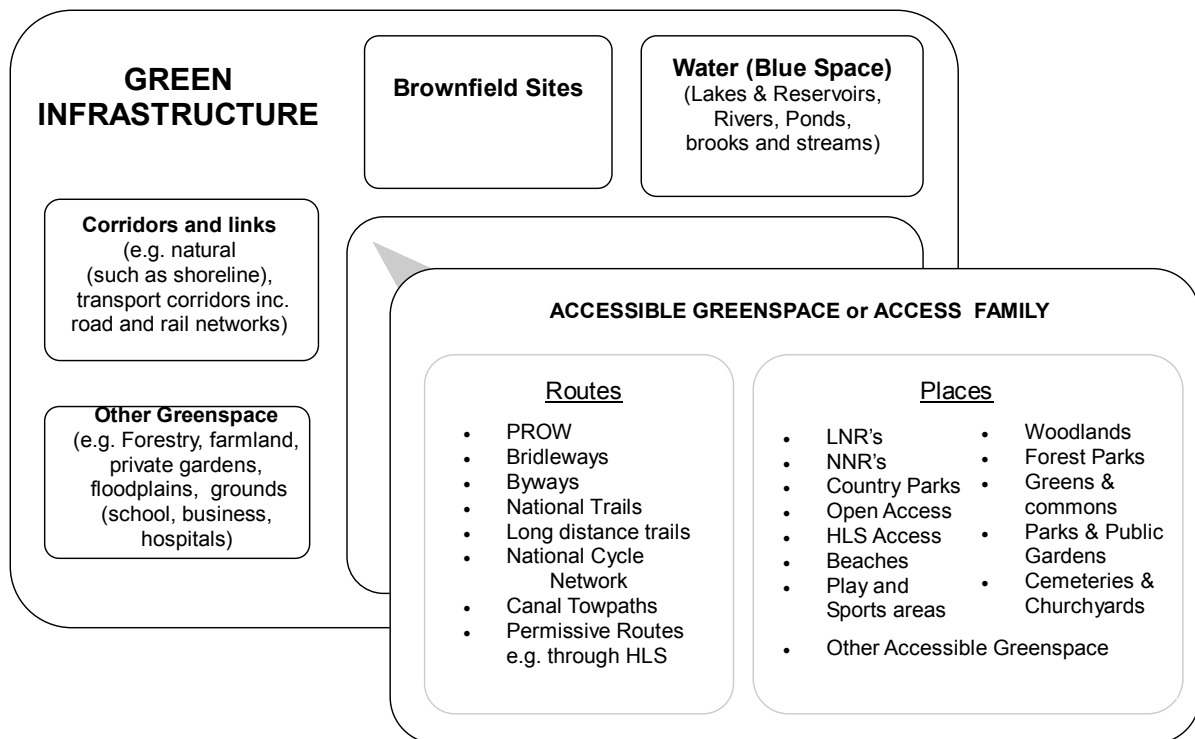 GREEN
INFRASTRUCTURE
Brownfield Sites
Water (Blue Space)
(Lakes & Reservoirs,
Rivers, Ponds,
brooks and streams)
Corridors and links
(e.g. natural
(such as shoreline),
transport corridors inc.
road and rail networks)
Other Greenspace
(e.g. Forestry, farmland,
private gardens,
floodplains, grounds
(school, business,
hospitals)
ACCESSIBLE GREENSPACE or ACCESS FAMILY
Routes
• PROW
• Bridleways
• Byways
• National Trails
• Long distance trails
• National Cycle
Network
• Canal Towpaths
• Permissive Routes
e.g. through HLS
Places
• LNR's
• NNR's
• Country Parks
• Open Access
• HLS Access
• Beaches
• Play and
Sports areas
• Woodlands
• Forest Parks
• Greens &
commons
• Parks & Public
Gardens
• Cemeteries &
Churchyards
• Other Accessible Greenspace